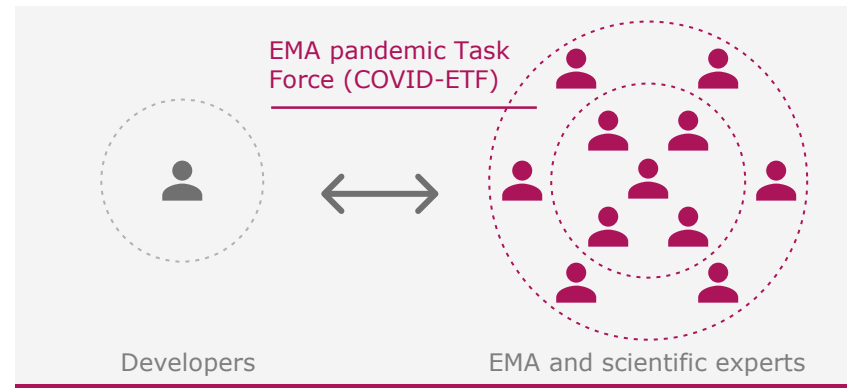 EMA pandemic Task
Force (COVID-ETF)
Developers
EMA and scientific experts